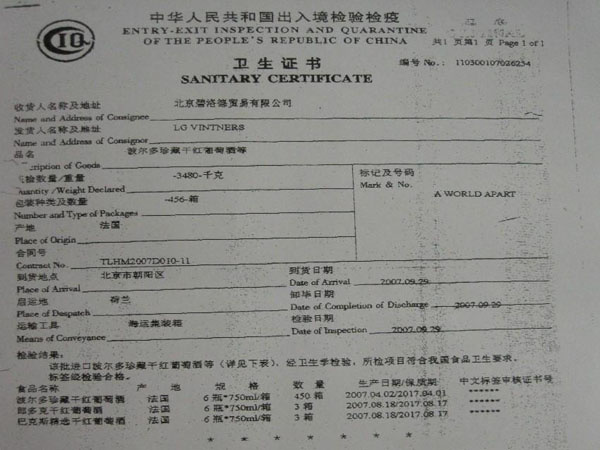 中华人民共和国出入境检验检疫
ENTRY-EXIT INSPECTION AND QUARANTINE
OF THE PEOPLE'S REPUBLIC OF CHINA
CIQ
共1 页第1 页 Page 1 of 1
卫生证书
SANITARY CERTIFICATE
编号 No.: 110300107026234
收货人名称及地址 北京碧洛德贸易有限公司
Name and Address of Consignee
发货人名称及地址 LG VINTNERS
Name and Address of Consignor
品名 波尔多珍藏干红葡萄酒等
Description of Goods
检数量/重量 -3480-千克
Quantity /Weight Declared
包装种类及数量 -456-箱
Number and Type of Packages
产地 法国
Place of Origin
标记及号码
Mark & No.
A WORLD APART
合同号
Contract No. TLHM2007D010-11
到货地点 北京市朝阳区
Place of Arrival
到货日期
Date of Arrival 2007.09.29
启运地 荷兰
Place of Despatch
卸毕日期
Date of Completion of Discharge 2007.09.29
运输工具 海运集装箱
Means of Conveyance
检验日期
Date of Inspection 2007.09.29
检验结果:
该批进口波尔多珍藏干红葡萄酒等（详见下表），经卫生学检验，所检项目符合我国食品卫生要求。
标签经检验合格。
食品名称 产 地 规 格 数 量 生产日期/保质期 中文标签审核证书号
波尔多珍藏干红葡萄酒 法国 6 瓶*750ml/箱 450 箱 2007.04.02/2017.04.01 ******
郎多克干红葡萄酒 法国 6 瓶*750ml/箱 3 箱 2007.08.18/2017.08.17 ******
巴克斯精选干红葡萄酒 法国 6 瓶*750ml/箱 3 箱 2007.08.18/2017.08.17 ******
* * * * * * *